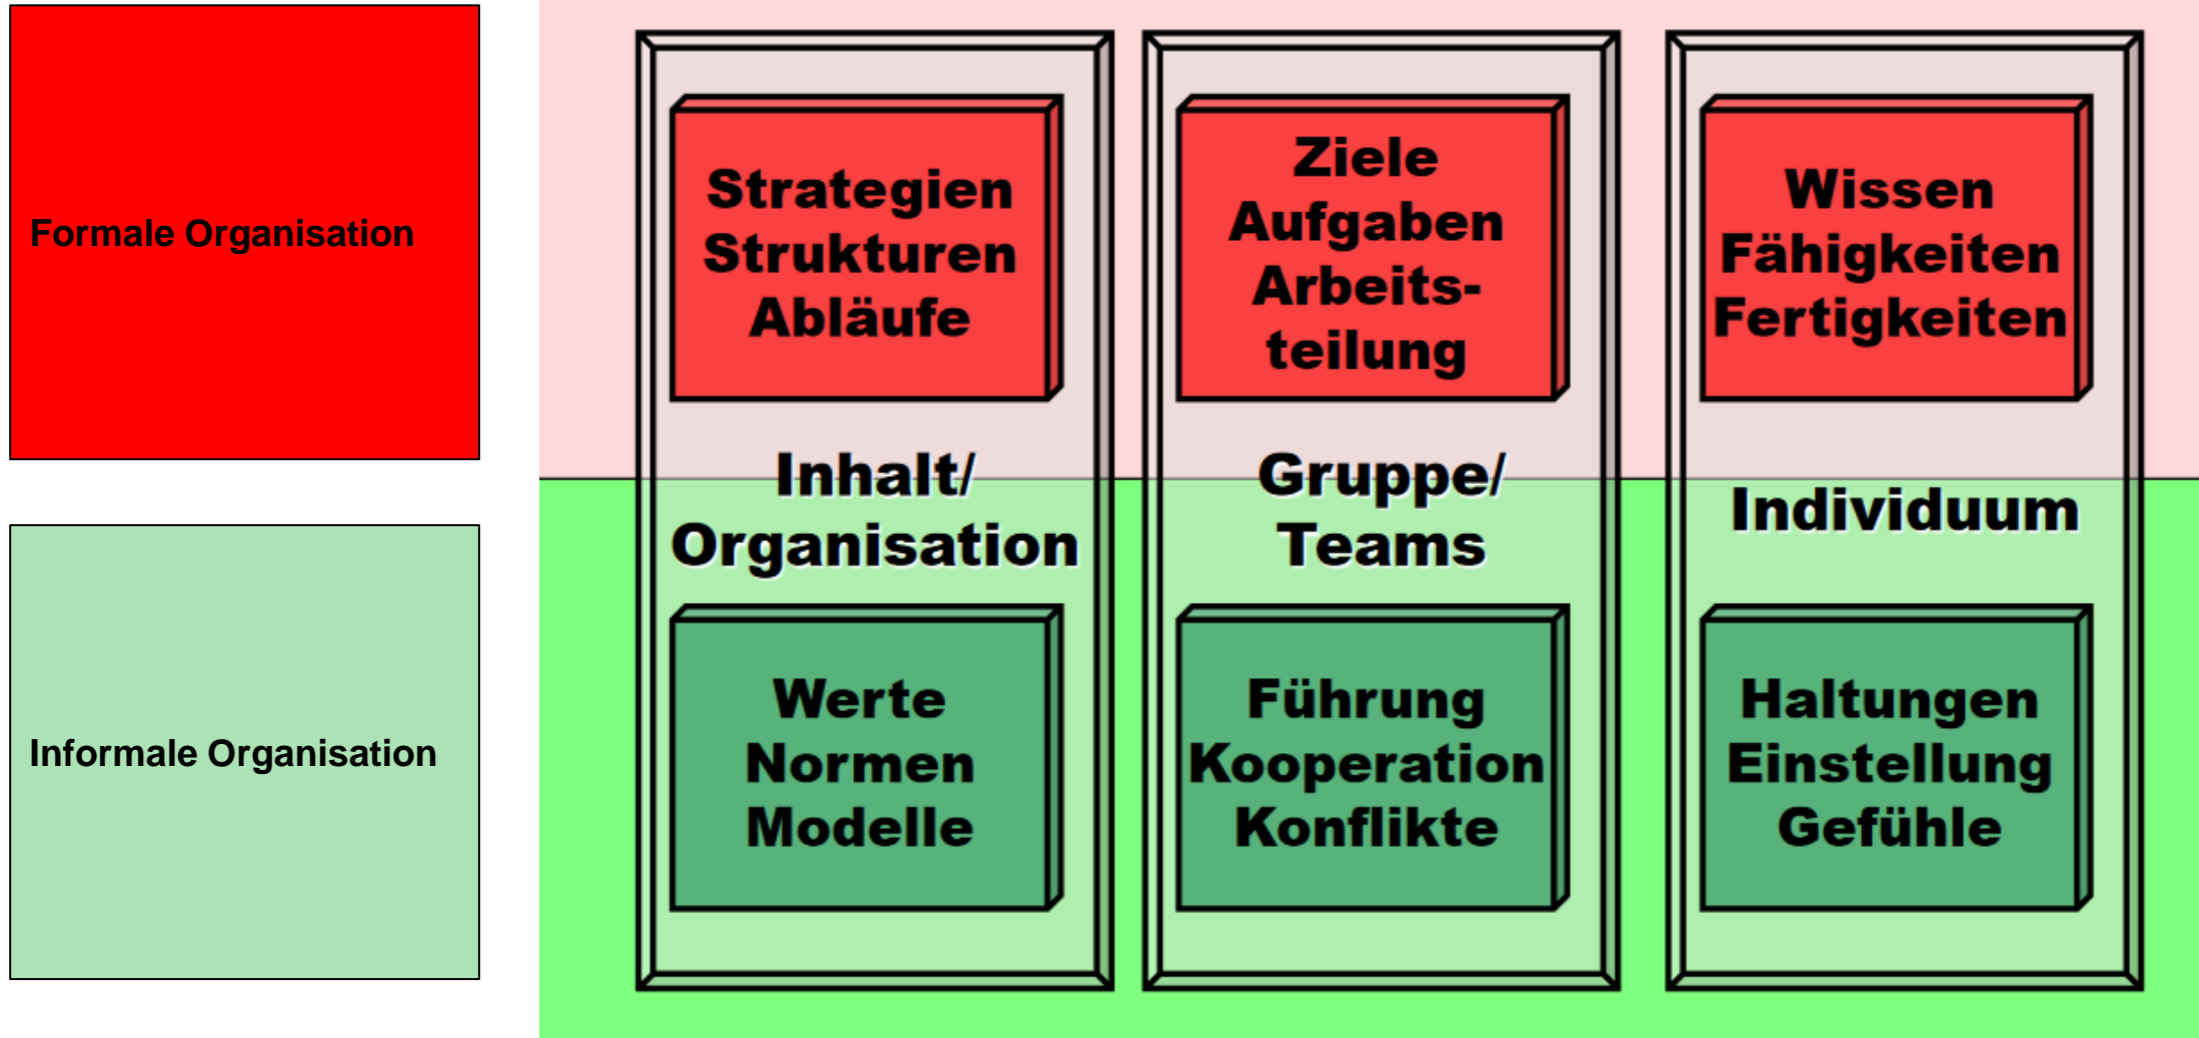 Formale Organisation
Strategien
Strukturen
Abläufe
Ziele
Aufgaben
Arbeits-
teilung
Wissen
Fähigkeiten
Fertigkeiten
Inhalt/
Organisation
Gruppe/
Teams
Individuum
Informale Organisation
Werte
Normen
Modelle
Führung
Kooperation
Konflikte
Haltungen
Einstellung
Gefühle